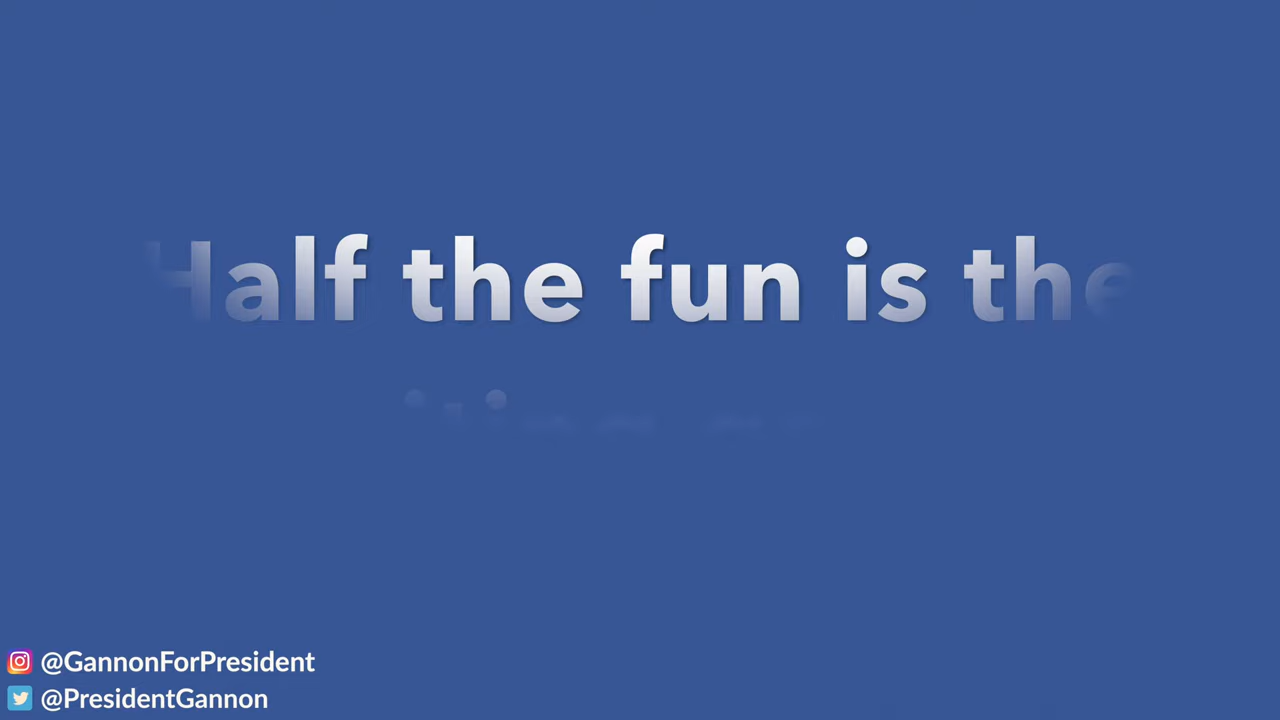 Half the fun is the
@GannonForPresident
@PresidentGannon